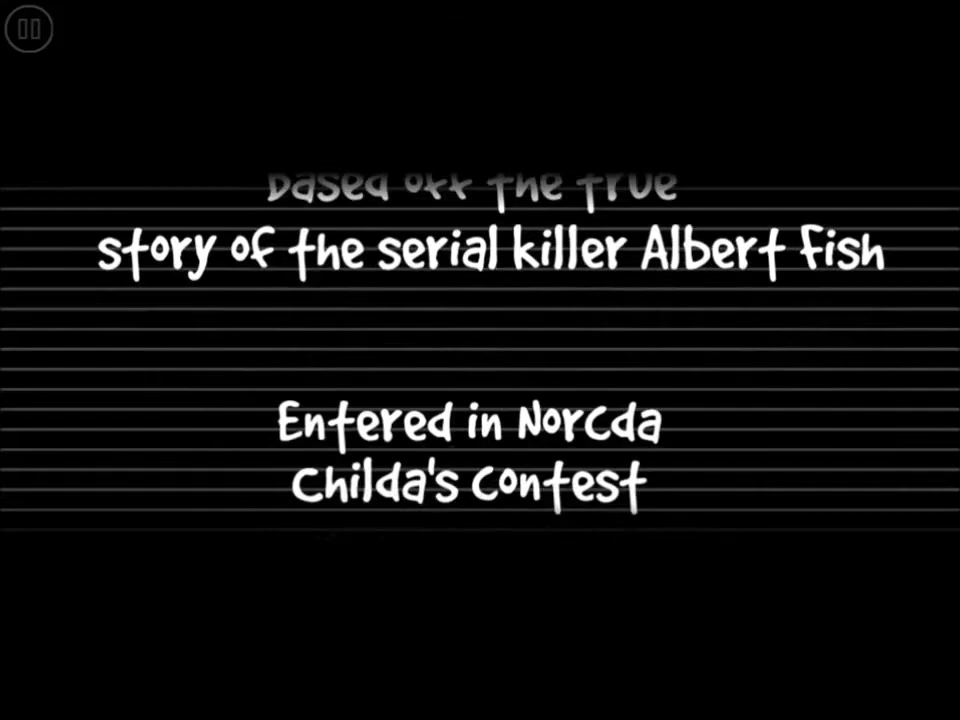 based off the true
story of the serial killer Albert Fish
Entered in NorCda
Childa's Contest